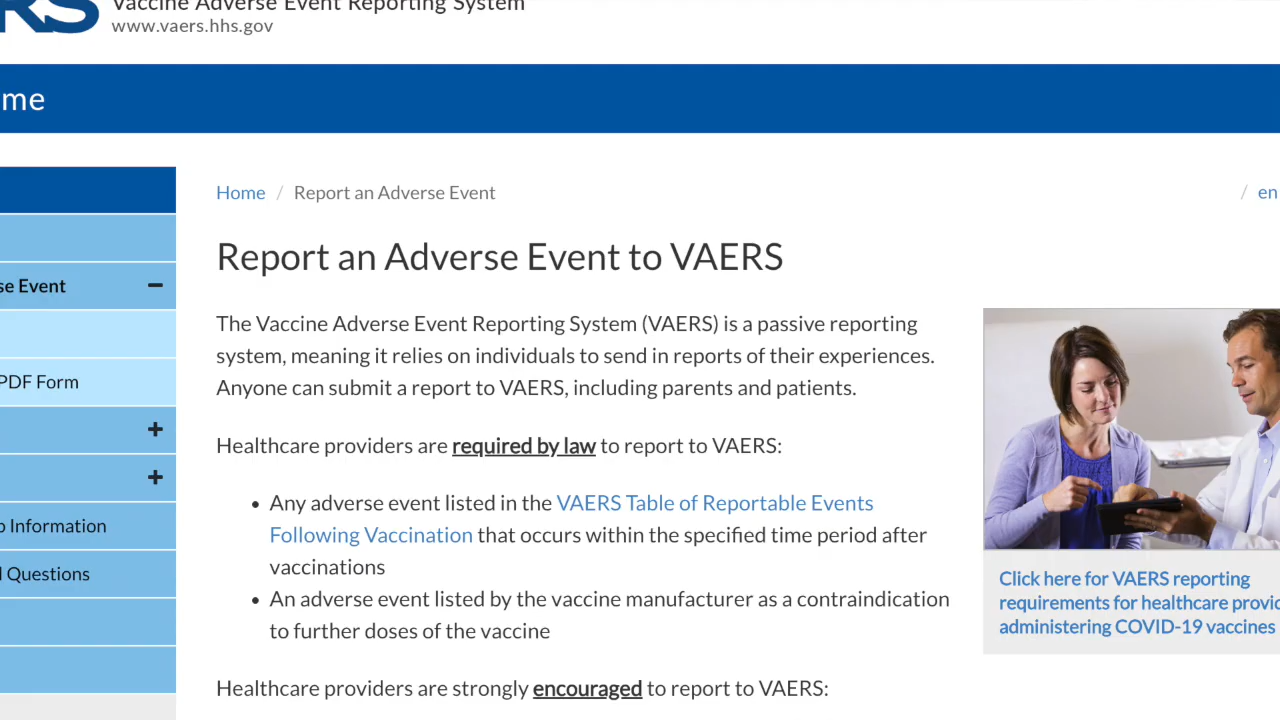 RS
Vaccine Adverse Event Reporting System
www.vaers.hhs.gov
me
Home / Report an Adverse Event
/ en
Report an Adverse Event to VAERS
se Event
PDF Form
Information
Questions
The Vaccine Adverse Event Reporting System (VAERS) is a passive reporting
system, meaning it relies on individuals to send in reports of their experiences.
Anyone can submit a report to VAERS, including parents and patients.
Healthcare providers are required by law to report to VAERS:
• Any adverse event listed in the VAERS Table of Reportable Events
Following Vaccination that occurs within the specified time period after
vaccinations
• An adverse event listed by the vaccine manufacturer as a contraindication
to further doses of the vaccine
Healthcare providers are strongly encouraged to report to VAERS:
Click here for VAERS reporting
requirements for healthcare provid
administering COVID-19 vaccines